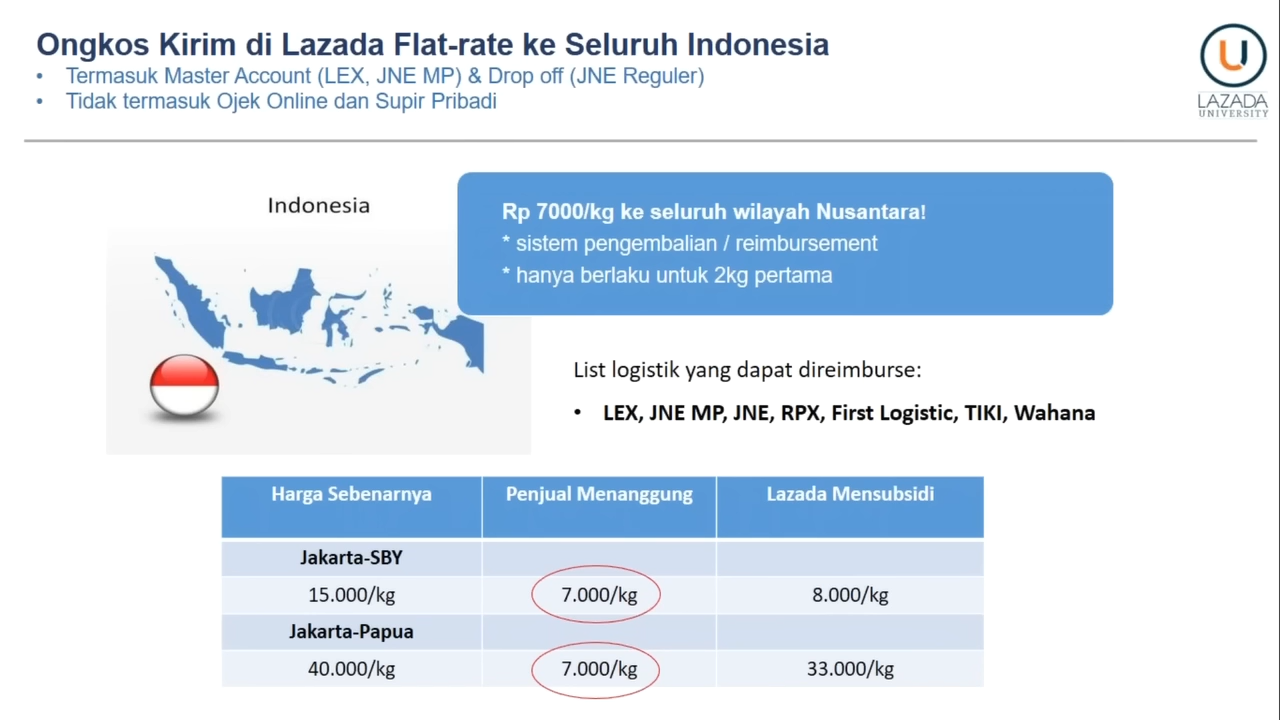 Ongkos Kirim di Lazada Flat-rate ke Seluruh Indonesia
• Termasuk Master Account (LEX, JNE MP) & Drop off (JNE Reguler)
• Tidak termasuk Ojek Online dan Supir Pribadi
U
LAZADA
UNIVERSITY
Indonesia
Rp 7000/kg ke seluruh wilayah Nusantara!
* sistem pengembalian / reimbursement
* hanya berlaku untuk 2kg pertama
List logistik yang dapat direimburse:
• LEX, JNE MP, JNE, RPX, First Logistic, TIKI, Wahana
Harga Sebenarnya Penjual Menanggung Lazada Mensubsidi
Jakarta-SBY
15.000/kg 7.000/kg 8.000/kg
Jakarta-Papua
40.000/kg 7.000/kg 33.000/kg